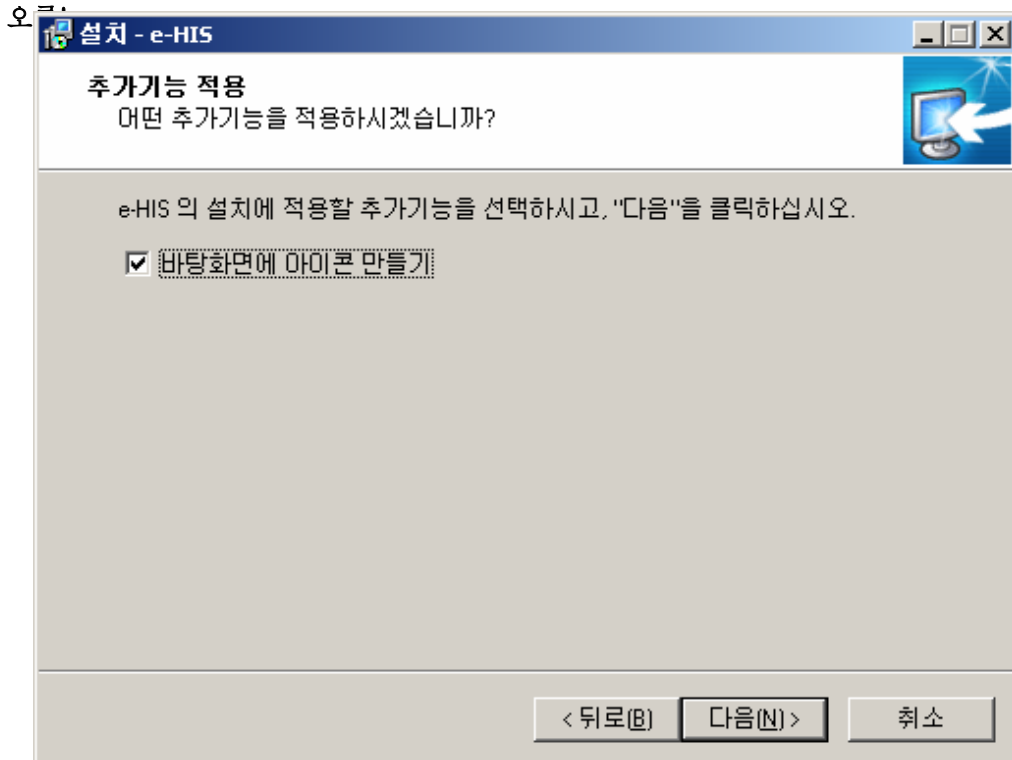 설치 - e-HIS
추가기능 적용
어떤 추가기능을 적용하시겠습니까?
e-HIS 의 설치에 적용할 추가기능을 선택하시고, "다음"을 클릭하십시오.
바탕화면에 아이콘 만들기
< 뒤로(B) 다음(N) > 취소